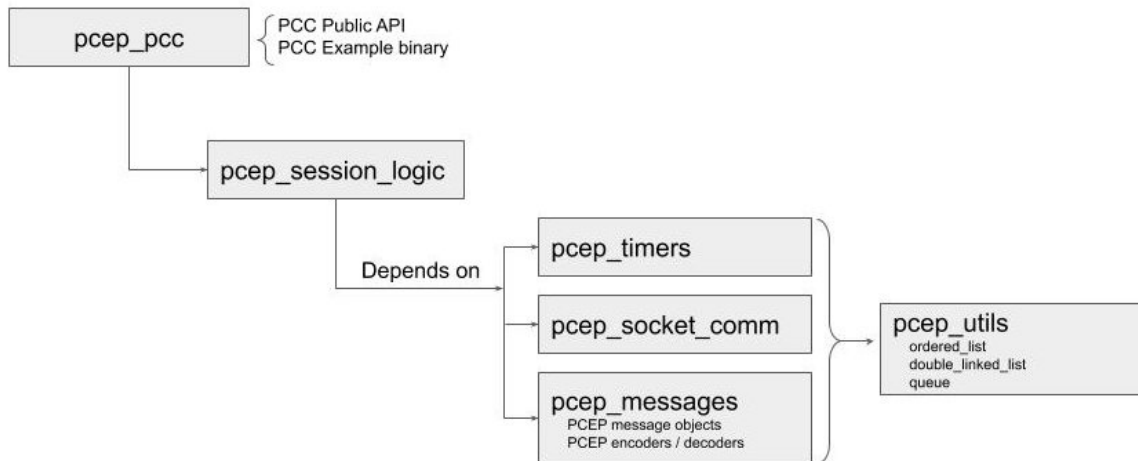 pcep_pcc
PCC Public API
PCC Example binary
pcep_session_logic
Depends on
pcep_timers
pcep_socket_comm
pcep_messages
PCEP message objects
PCEP encoders / decoders
pcep_utils
ordered_list
double_linked_list
queue